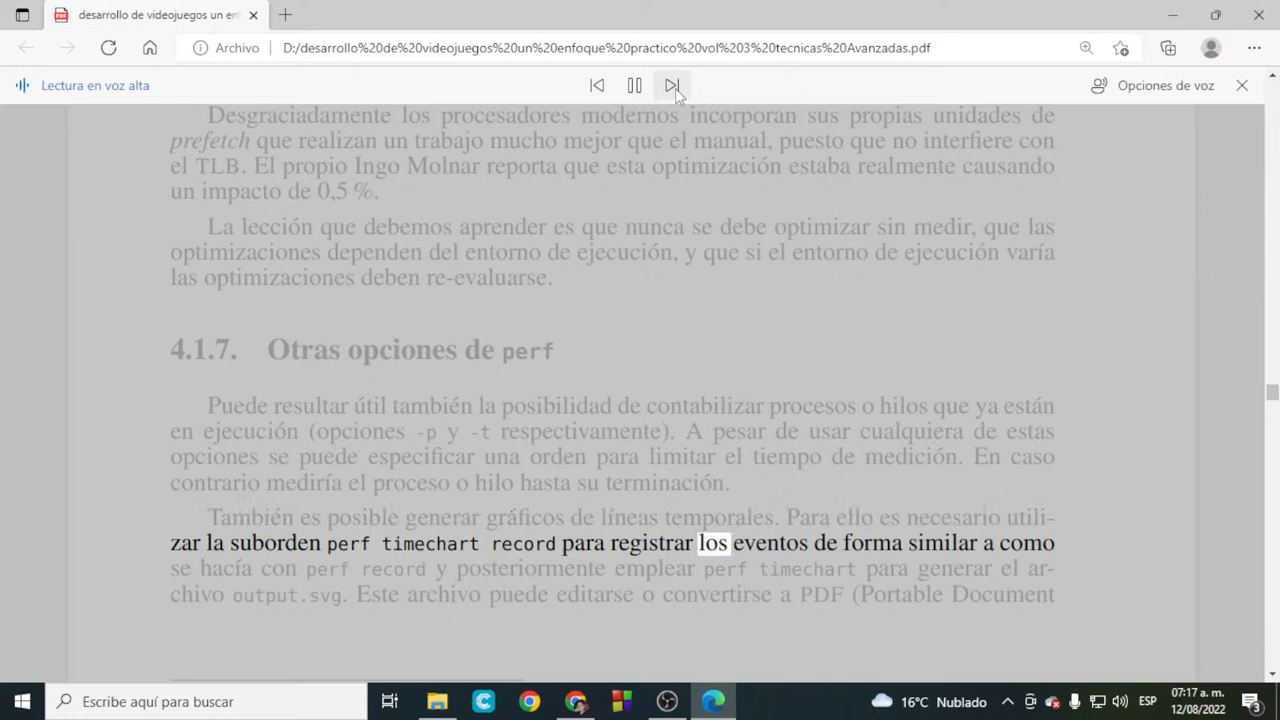 desarrollo de videojuegos un en
Archivo
D:/desarrollo%20de%20videojuegos%20un%20enfoque%20practico%20vol%203%20tecnicas%20Avanzadas.pdf
Lectura en voz alta
Opciones de voz
Desgraciadamente los procesadores modernos incorporan sus propias unidades de
prefetch que realizan un trabajo mucho mejor que el manual, puesto que no interfiere con
el TLB. El propio Ingo Molnar reporta que esta optimización estaba realmente causando
un impacto de 0,5 %.
La lección que debemos aprender es que nunca se debe optimizar sin medir, que las
optimizaciones dependen del entorno de ejecución, y que si el entorno de ejecución varía
las optimizaciones deben re-evaluarse.
4.1.7. Otras opciones de perf
Puede resultar útil también la posibilidad de contabilizar procesos o hilos que ya están
en ejecución (opciones -p y -t respectivamente). A pesar de usar cualquiera de estas
opciones se puede especificar una orden para limitar el tiempo de medición. En caso
contrario mediría el proceso o hilo hasta su terminación.
También es posible generar gráficos de líneas temporales. Para ello es necesario utili-
zar la suborden perf timechart record para registrar los eventos de forma similar a como
se hacía con perf record y posteriormente emplear perf timechart para generar el ar-
chivo output.svg. Este archivo puede editarse o convertirse a PDF (Portable Document
Escribe aquí para buscar
16°C Nublado
ESP
07:17 a. m.
12/08/2022
3